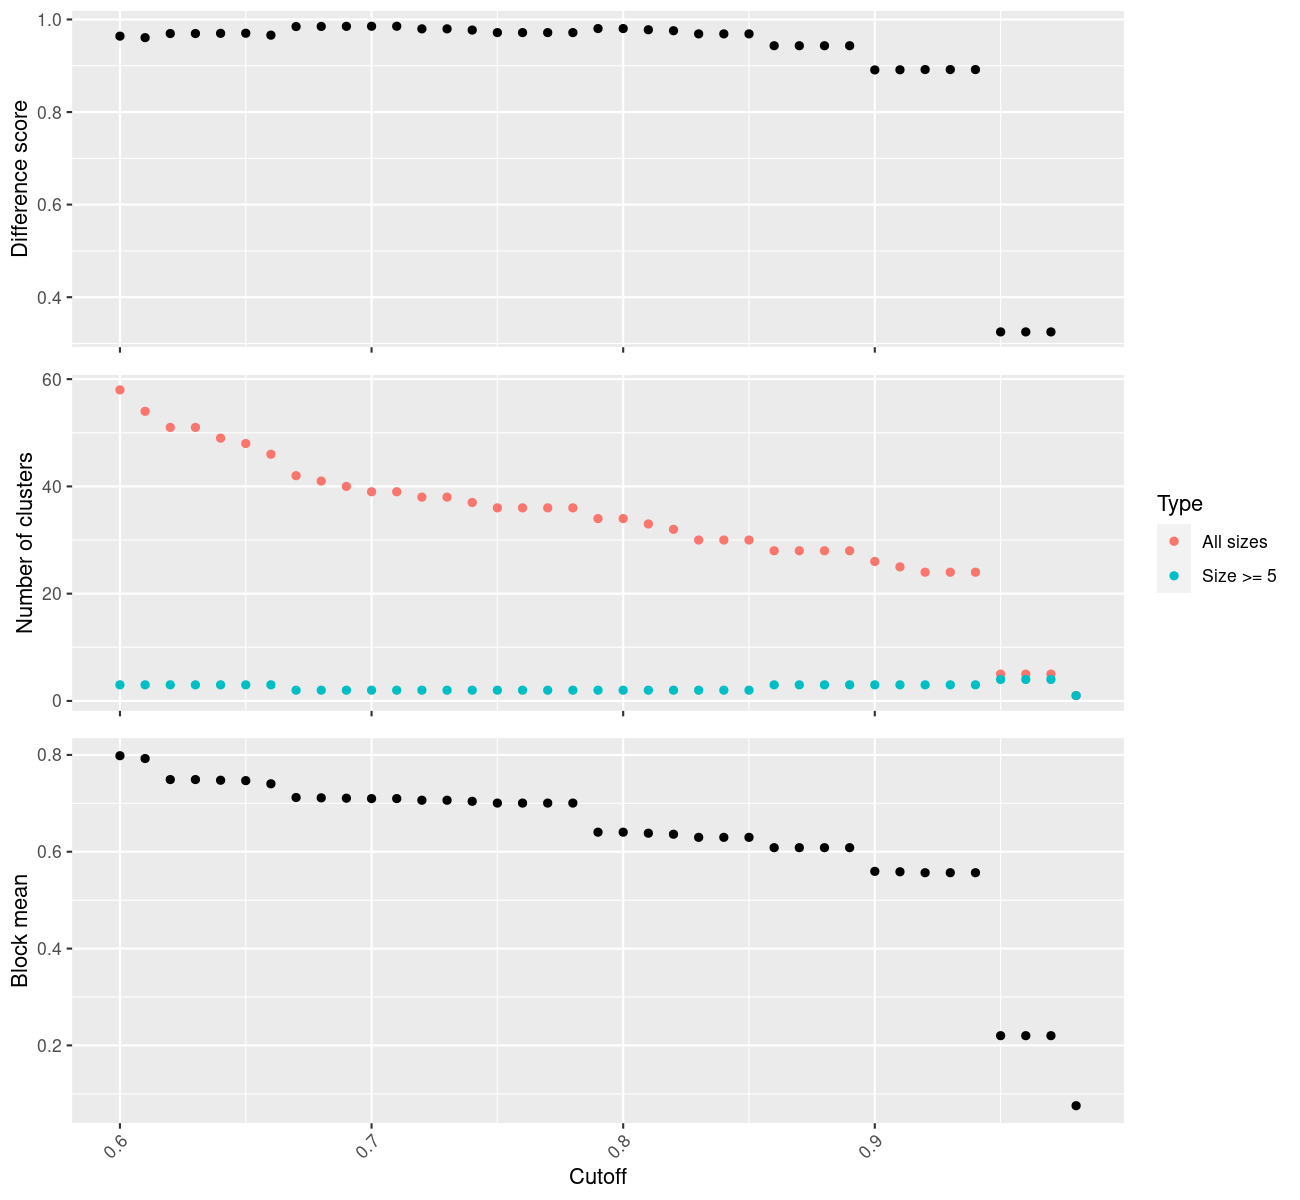 1.0
0.8
0.6
0.4
Difference score
60
40
20
0
Number of clusters
Type
All sizes
Size >= 5
0.8
0.6
0.4
0.2
Block mean
0.6
0.7
0.8
0.9
Cutoff